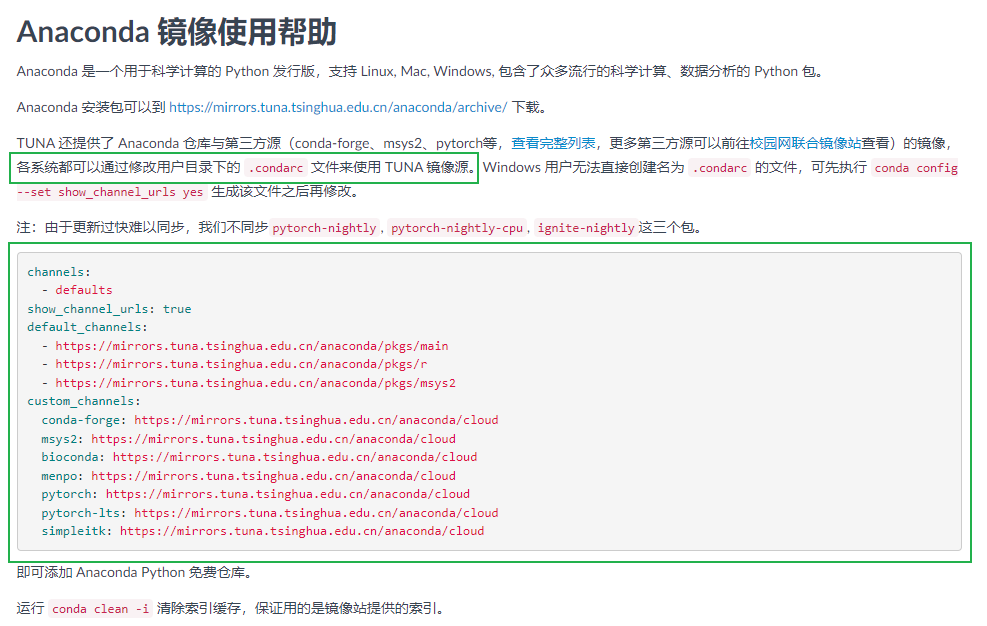 Anaconda 镜像使用帮助
Anaconda 是一个用于科学计算的 Python 发行版，支持 Linux, Mac, Windows, 包含了众多流行的科学计算、数据分析的 Python 包。
Anaconda 安装包可以到 https://mirrors.tuna.tsinghua.edu.cn/anaconda/archive/ 下载。
TUNA 还提供了 Anaconda 仓库与第三方源（conda-forge、msys2、pytorch等，查看完整列表，更多第三方源可以前往校园网联合镜像站查看）的镜像，
各系统都可以通过修改用户目录下的 .condarc 文件来使用 TUNA 镜像源。Windows 用户无法直接创建名为 .condarc 的文件，可先执行 conda config
--set show_channel_urls yes 生成该文件之后再修改。
注：由于更新过快难以同步，我们不同步 pytorch-nightly, pytorch-nightly-cpu, ignite-nightly 这三个包。
channels:
  - defaults
show_channel_urls: true
default_channels:
  - https://mirrors.tuna.tsinghua.edu.cn/anaconda/pkgs/main
  - https://mirrors.tuna.tsinghua.edu.cn/anaconda/pkgs/r
  - https://mirrors.tuna.tsinghua.edu.cn/anaconda/pkgs/msys2
custom_channels:
  conda-forge: https://mirrors.tuna.tsinghua.edu.cn/anaconda/cloud
  msys2: https://mirrors.tuna.tsinghua.edu.cn/anaconda/cloud
  bioconda: https://mirrors.tuna.tsinghua.edu.cn/anaconda/cloud
  menpo: https://mirrors.tuna.tsinghua.edu.cn/anaconda/cloud
  pytorch: https://mirrors.tuna.tsinghua.edu.cn/anaconda/cloud
  pytorch-lts: https://mirrors.tuna.tsinghua.edu.cn/anaconda/cloud
  simpleitk: https://mirrors.tuna.tsinghua.edu.cn/anaconda/cloud
即可添加 Anaconda Python 免费仓库。
运行 conda clean -i 清除索引缓存，保证用的是镜像站提供的索引。